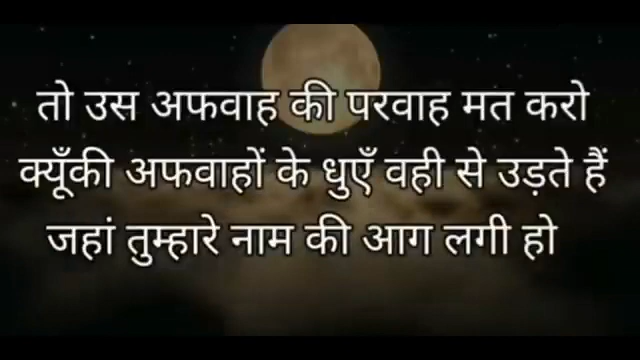 तो उस अफवाह की परवाह मत करो
क्यूँकी अफवाहों के धुएँ वही से उड़ते हैं
जहां तुम्हारे नाम की आग लगी हो